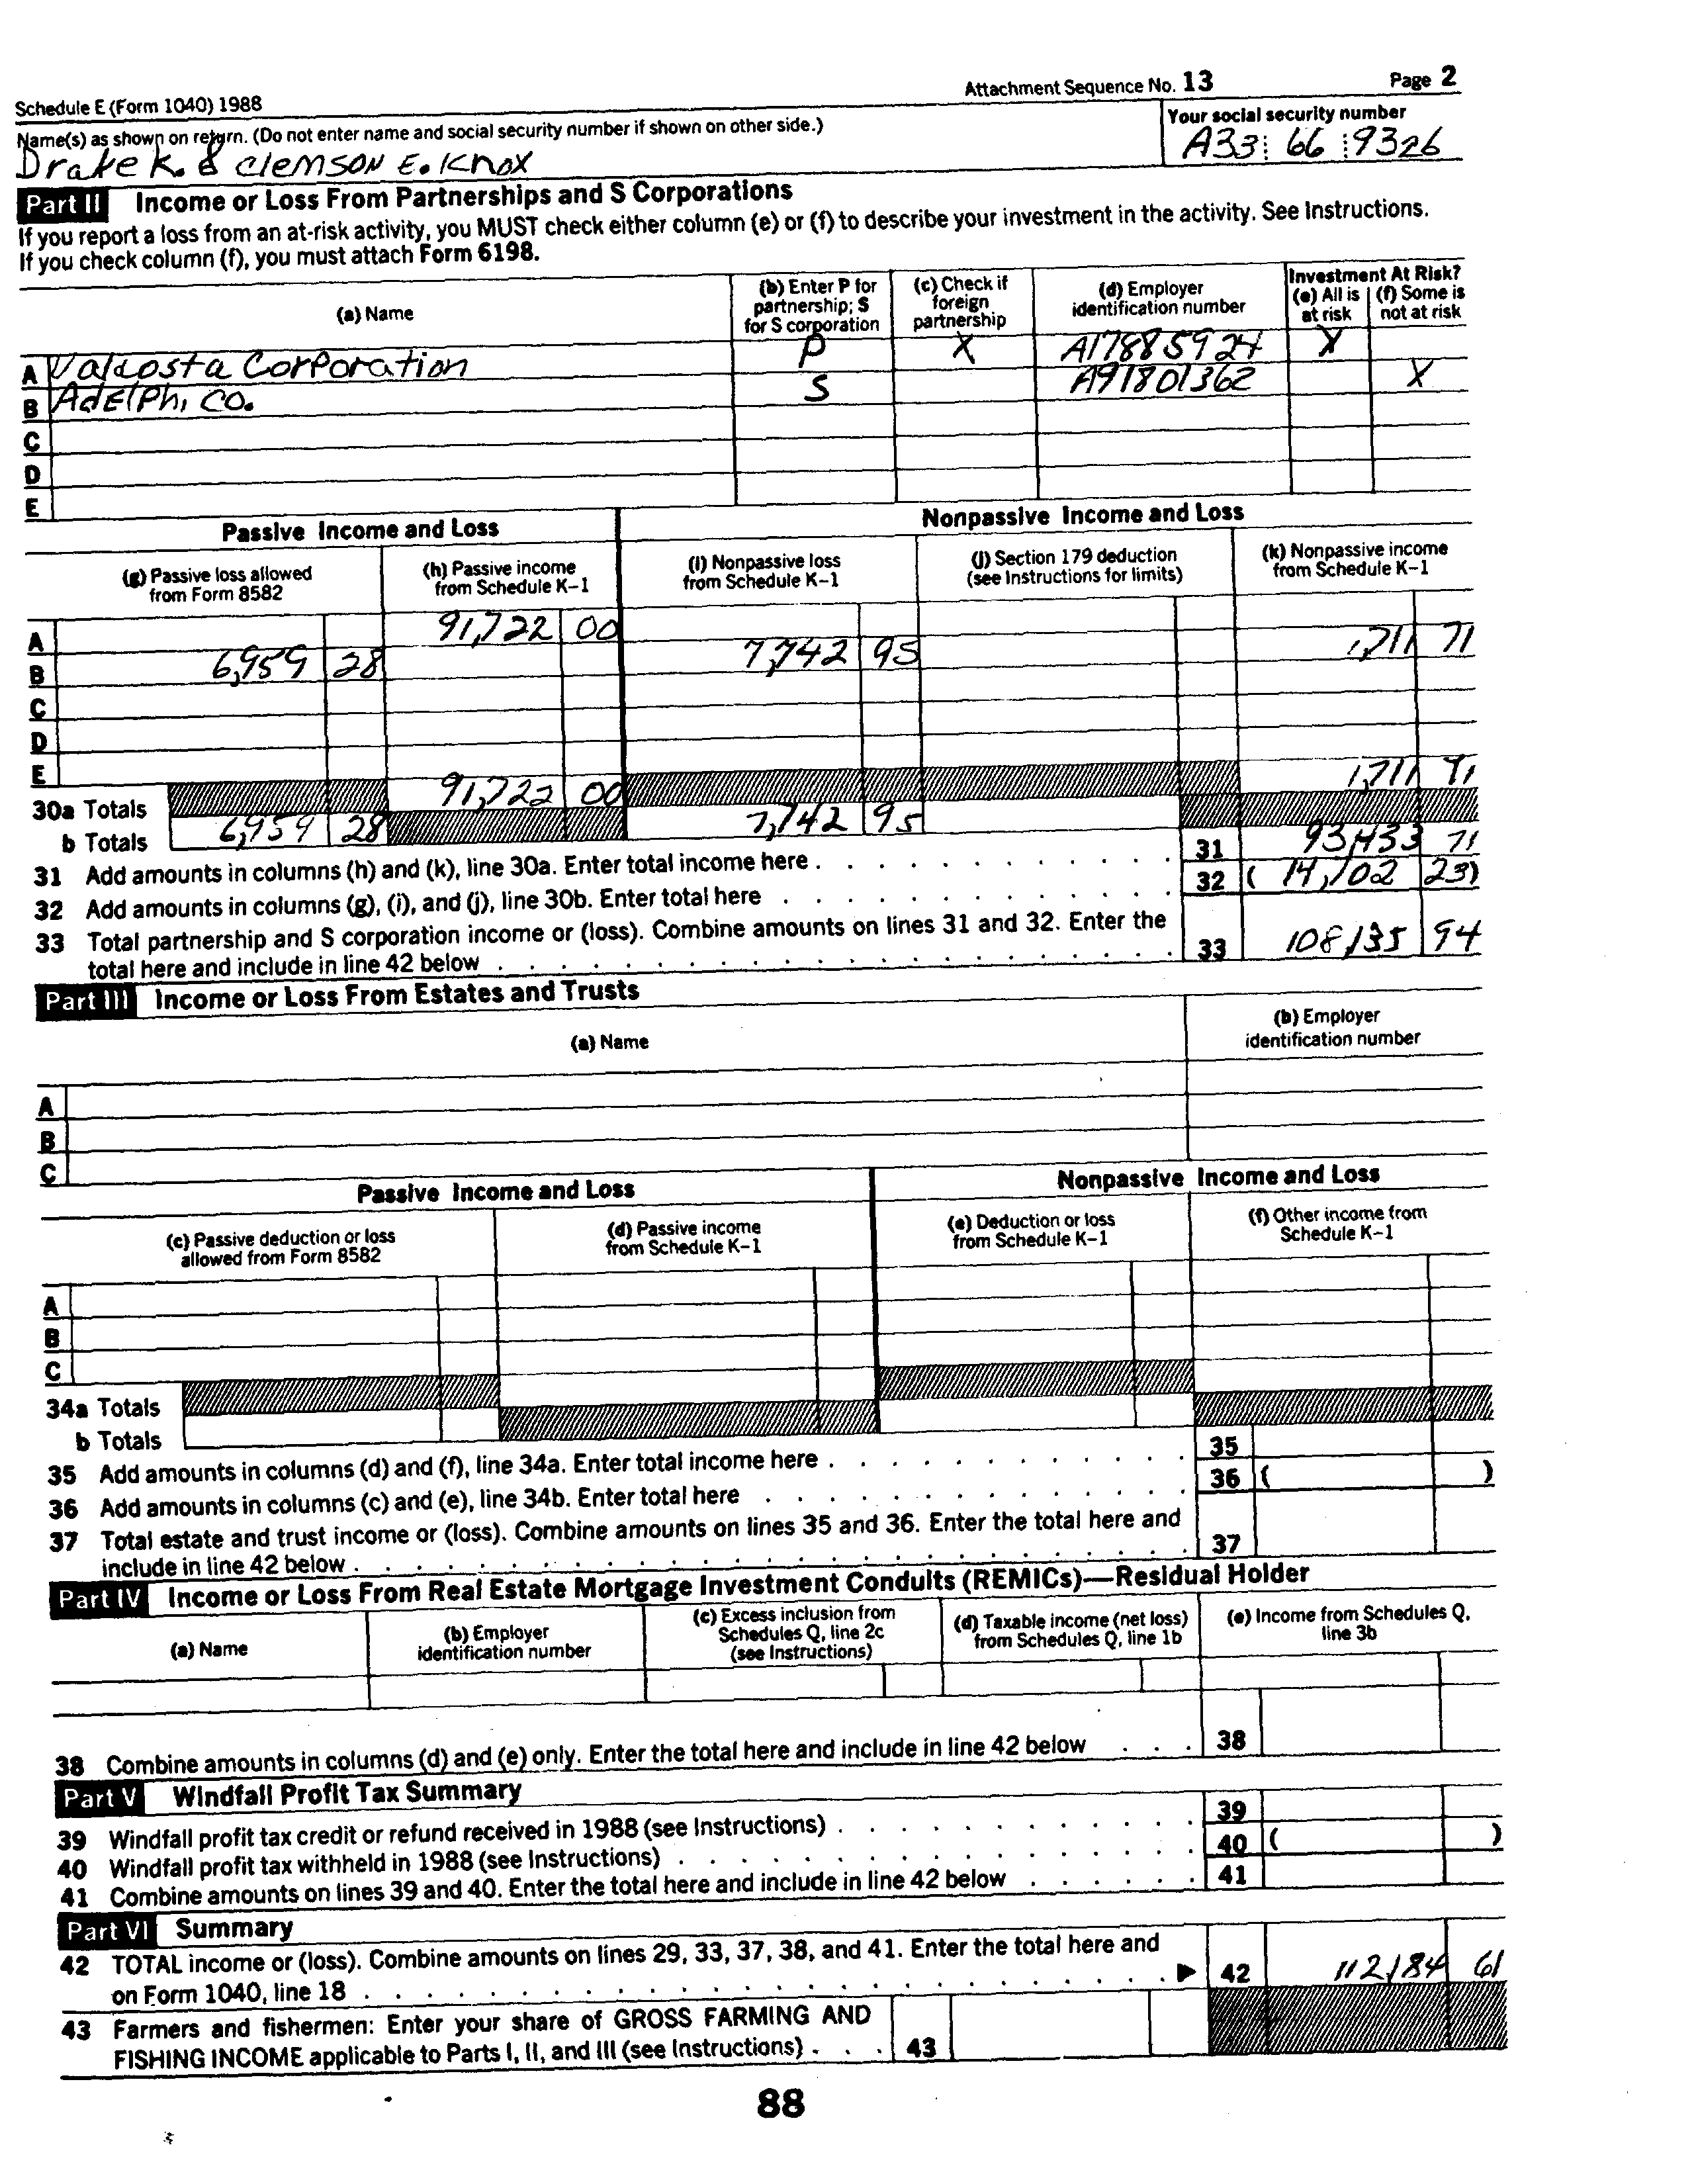 Schedule E (Form 1040) 1988 Attachment Sequence No. 13 Page 2
Name(s) as shown on return. (Do not enter name and social security number if shown on other side.) Your social security number
Drake K. & Clemson E. Knox A33 66 9326
Part II Income or Loss From Partnerships and S Corporations
If you report a loss from an at-risk activity, you MUST check either column (e) or (f) to describe your investment in the activity. See Instructions.
If you check column (f), you must attach Form 6198.
(a) Name (b) Enter P for partnership; S for S corporation (c) Check if foreign partnership (d) Employer identification number Investment At Risk? (e) All is at risk (f) Some is not at risk
A Valcosta Corporation P X A17885924 X
B Adelphi Co. S A91801362 X
C
D
E
Passive Income and Loss Nonpassive Income and Loss
(g) Passive loss allowed from Form 8582 (h) Passive income from Schedule K-1 (i) Nonpassive loss from Schedule K-1 (j) Section 179 deduction (see Instructions for limits) (k) Nonpassive income from Schedule K-1
A 91,722 00
B 6,959 28 7,742 95 1,711 71
C
D
E
30a Totals 91,722 00 1,711 71
b Totals 6,959 28 7,742 95
31 Add amounts in columns (h) and (k), line 30a. Enter total income here . 31 93,433 71
32 Add amounts in columns (g), (i), and (j), line 30b. Enter total here 32 ( 14,102 23)
33 Total partnership and S corporation income or (loss). Combine amounts on lines 31 and 32. Enter the
total here and include in line 42 below 33 108,135 94
Part III Income or Loss From Estates and Trusts
(a) Name (b) Employer identification number
A
B
C
Passive Income and Loss Nonpassive Income and Loss
(c) Passive deduction or loss allowed from Form 8582 (d) Passive income from Schedule K-1 (e) Deduction or loss from Schedule K-1 (f) Other income from Schedule K-1
A
B
C
34a Totals
b Totals
35 Add amounts in columns (d) and (f), line 34a. Enter total income here . 35
36 Add amounts in columns (c) and (e), line 34b. Enter total here 36 ( )
37 Total estate and trust income or (loss). Combine amounts on lines 35 and 36. Enter the total here and
include in line 42 below . 37
Part IV Income or Loss From Real Estate Mortgage Investment Conduits (REMICs)—Residual Holder
(a) Name (b) Employer identification number (c) Excess inclusion from Schedules Q, line 2c (see Instructions) (d) Taxable income (net loss) from Schedules Q, line 1b (e) Income from Schedules Q, line 3b
38 Combine amounts in columns (d) and (e) only. Enter the total here and include in line 42 below 38
Part V Windfall Profit Tax Summary
39 Windfall profit tax credit or refund received in 1988 (see Instructions) . 39
40 Windfall profit tax withheld in 1988 (see Instructions) . 40 ( )
41 Combine amounts on lines 39 and 40. Enter the total here and include in line 42 below 41
Part VI Summary
42 TOTAL income or (loss). Combine amounts on lines 29, 33, 37, 38, and 41. Enter the total here and
on Form 1040, line 18 . ▶ 42 112,184 61
43 Farmers and fishermen: Enter your share of GROSS FARMING AND
FISHING INCOME applicable to Parts I, II, and III (see Instructions) . 43
88